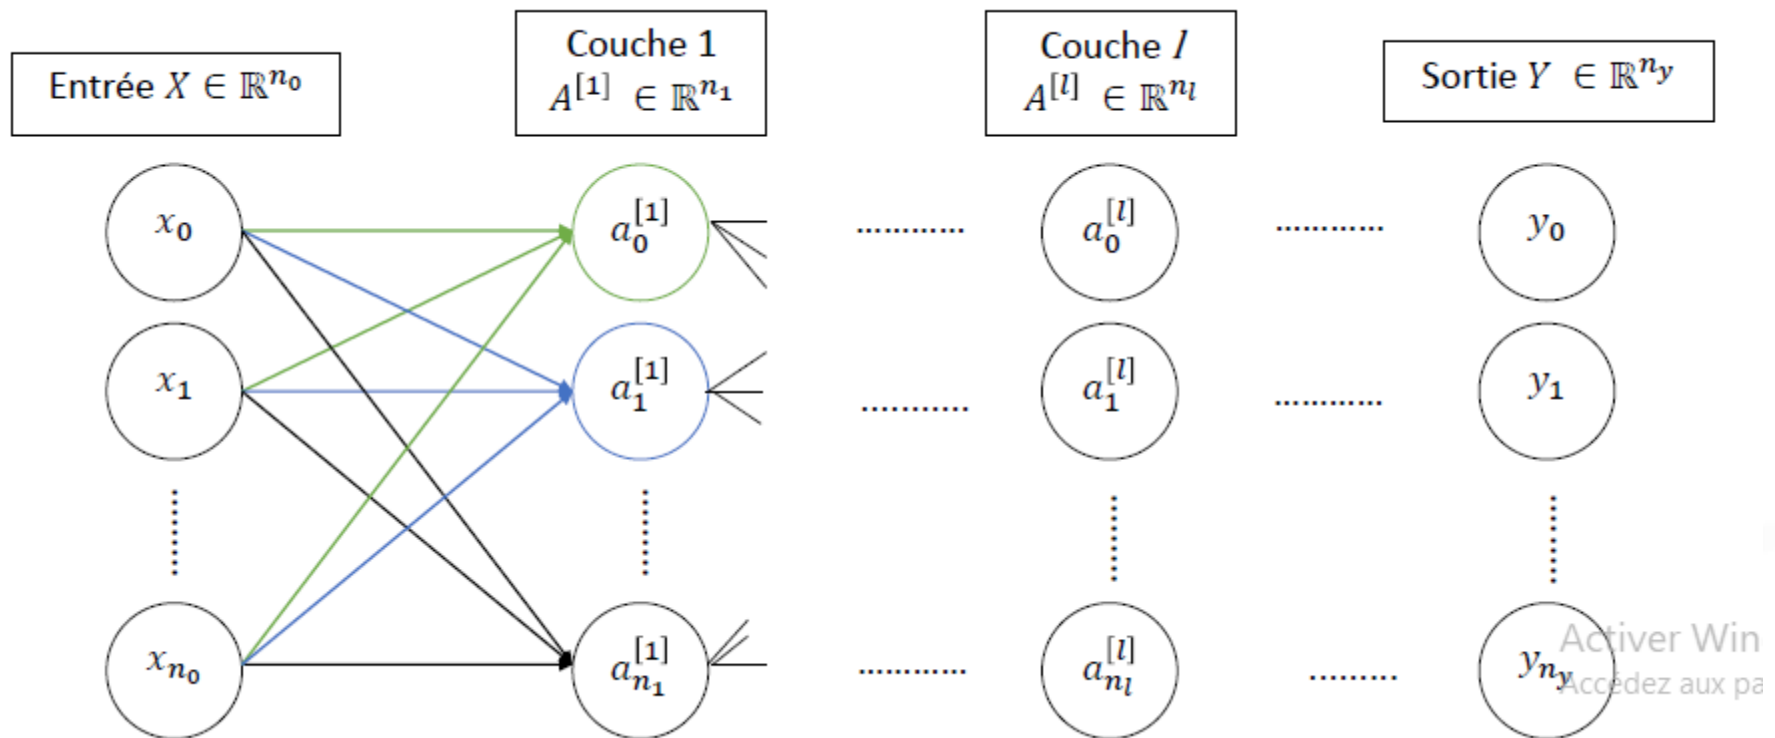 Entrée X ∈ ℝⁿ⁰
Couche 1
A^[1] ∈ ℝ^{n_1}
Couche l
A^[l] ∈ ℝ^{n_l}
Sortie Y ∈ ℝ^{n_y}
x_0
a_0^[1]
............
a_0^[l]
............
y_0
x_1
a_1^[1]
...........
a_1^[l]
............
y_1
x_{n_0}
a_{n_1}^[1]
............
a_{n_l}^[l]
.........
y_{n_y}
Activer Win
Accédez aux pa